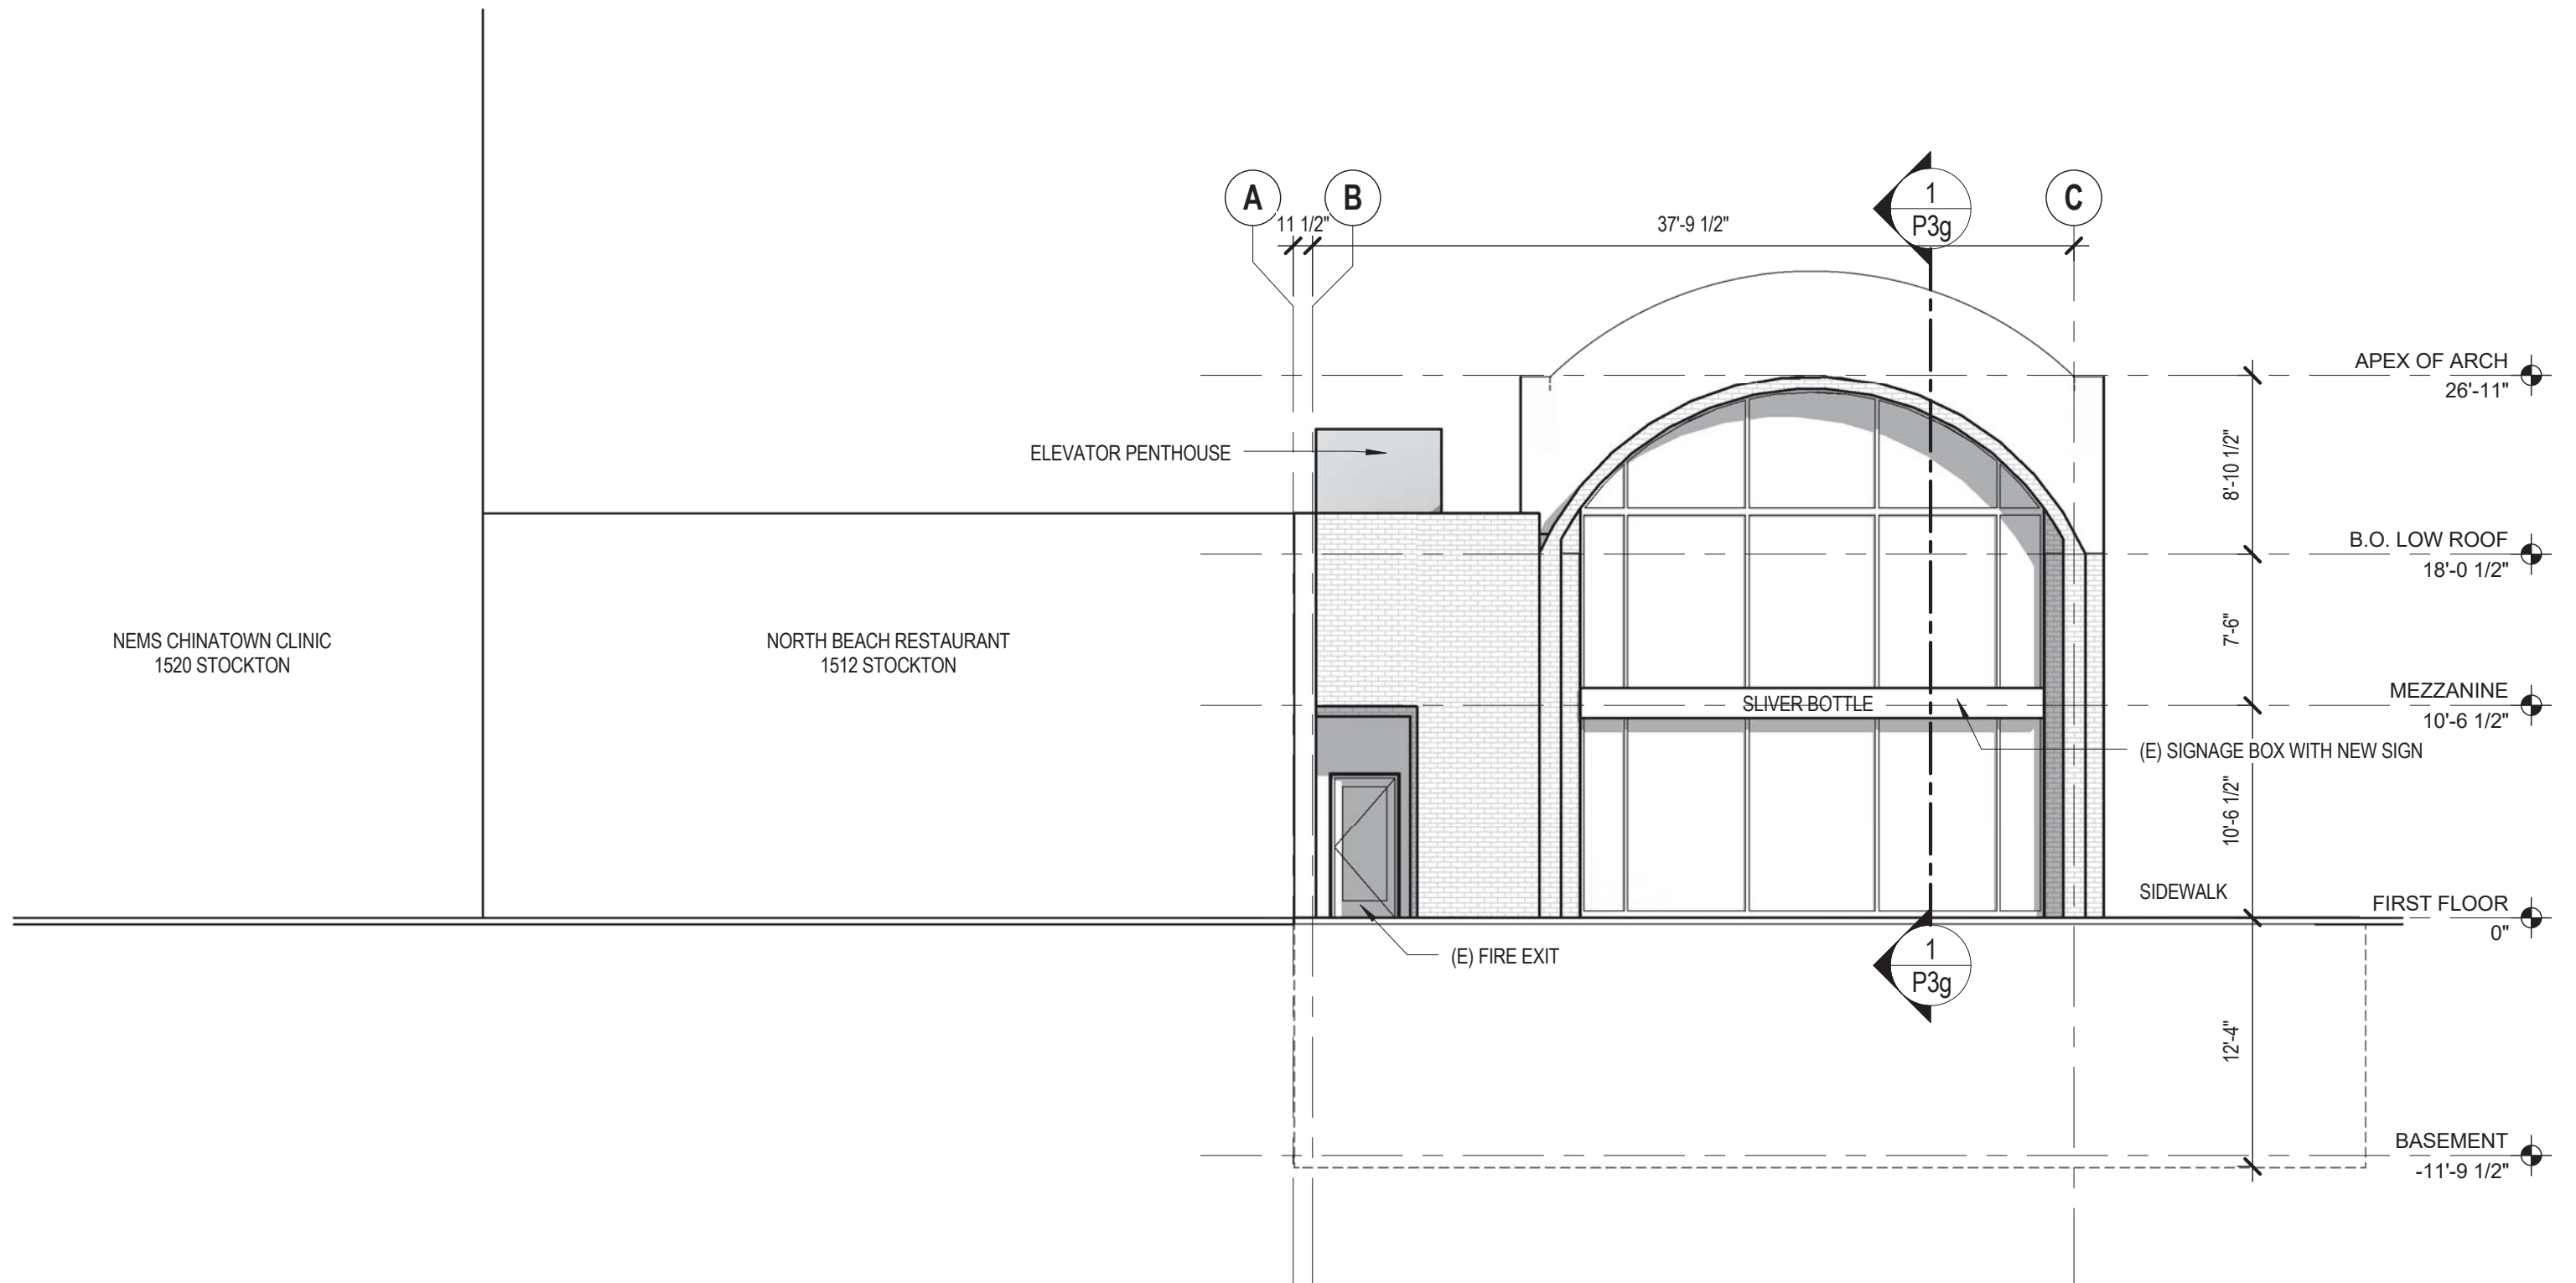 A
B
C
11 1/2"
37'-9 1/2"
1
P3g
APEX OF ARCH
26'-11"
ELEVATOR PENTHOUSE
8'-10 1/2"
B.O. LOW ROOF
18'-0 1/2"
NEMS CHINATOWN CLINIC
1520 STOCKTON
NORTH BEACH RESTAURANT
1512 STOCKTON
7'-6"
MEZZANINE
10'-6 1/2"
SLIVER BOTTLE
(E) SIGNAGE BOX WITH NEW SIGN
10'-6 1/2"
SIDEWALK
FIRST FLOOR
0"
(E) FIRE EXIT
1
P3g
12'-4"
BASEMENT
-11'-9 1/2"